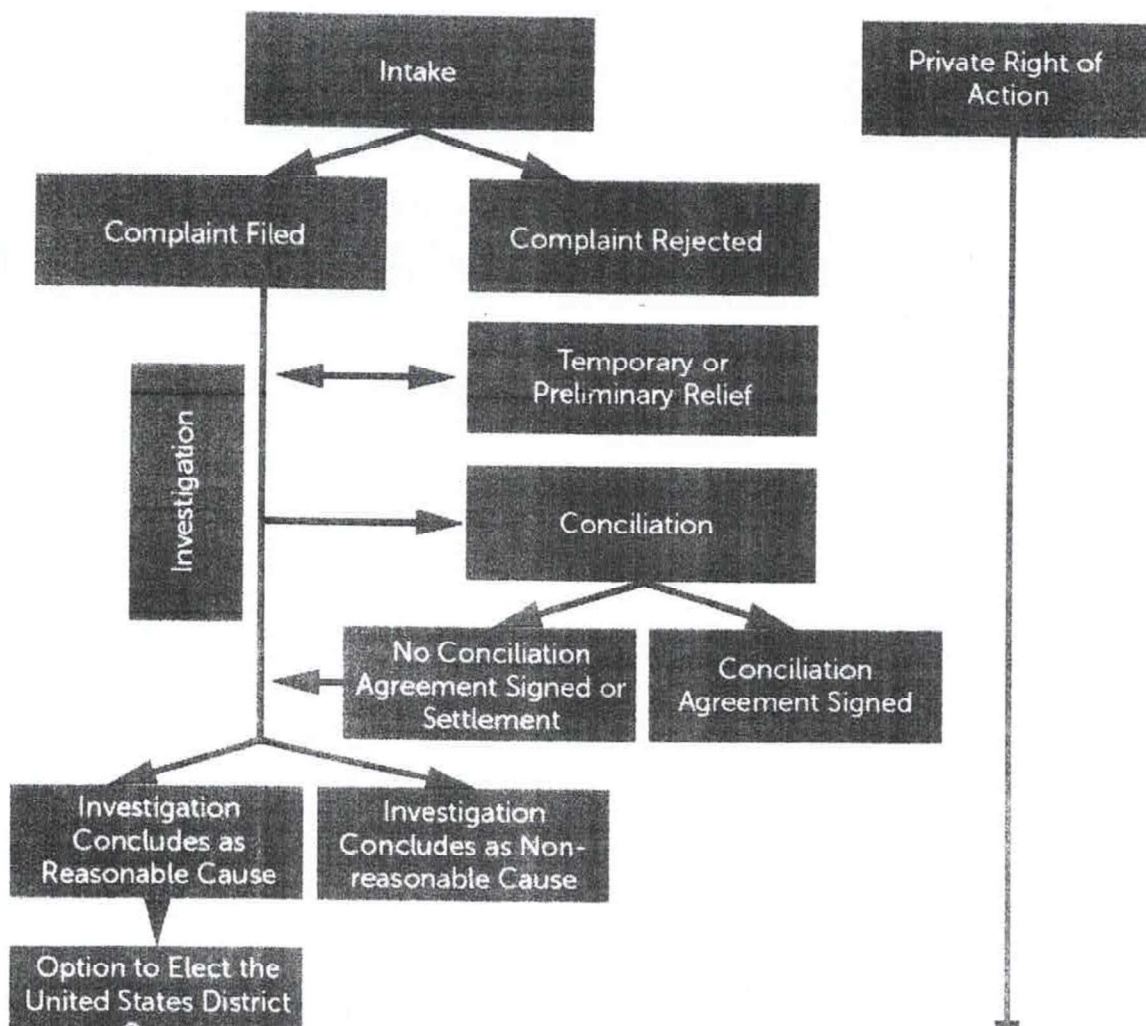 Intake
Private Right of
Action
Complaint Filed
Complaint Rejected
Temporary or
Preliminary Relief
Investigation
Conciliation
No Conciliation
Agreement Signed or
Settlement
Conciliation
Agreement Signed
Investigation
Concludes as
Reasonable Cause
Investigation
Concludes as Non-
reasonable Cause
Option to Elect the
United States District